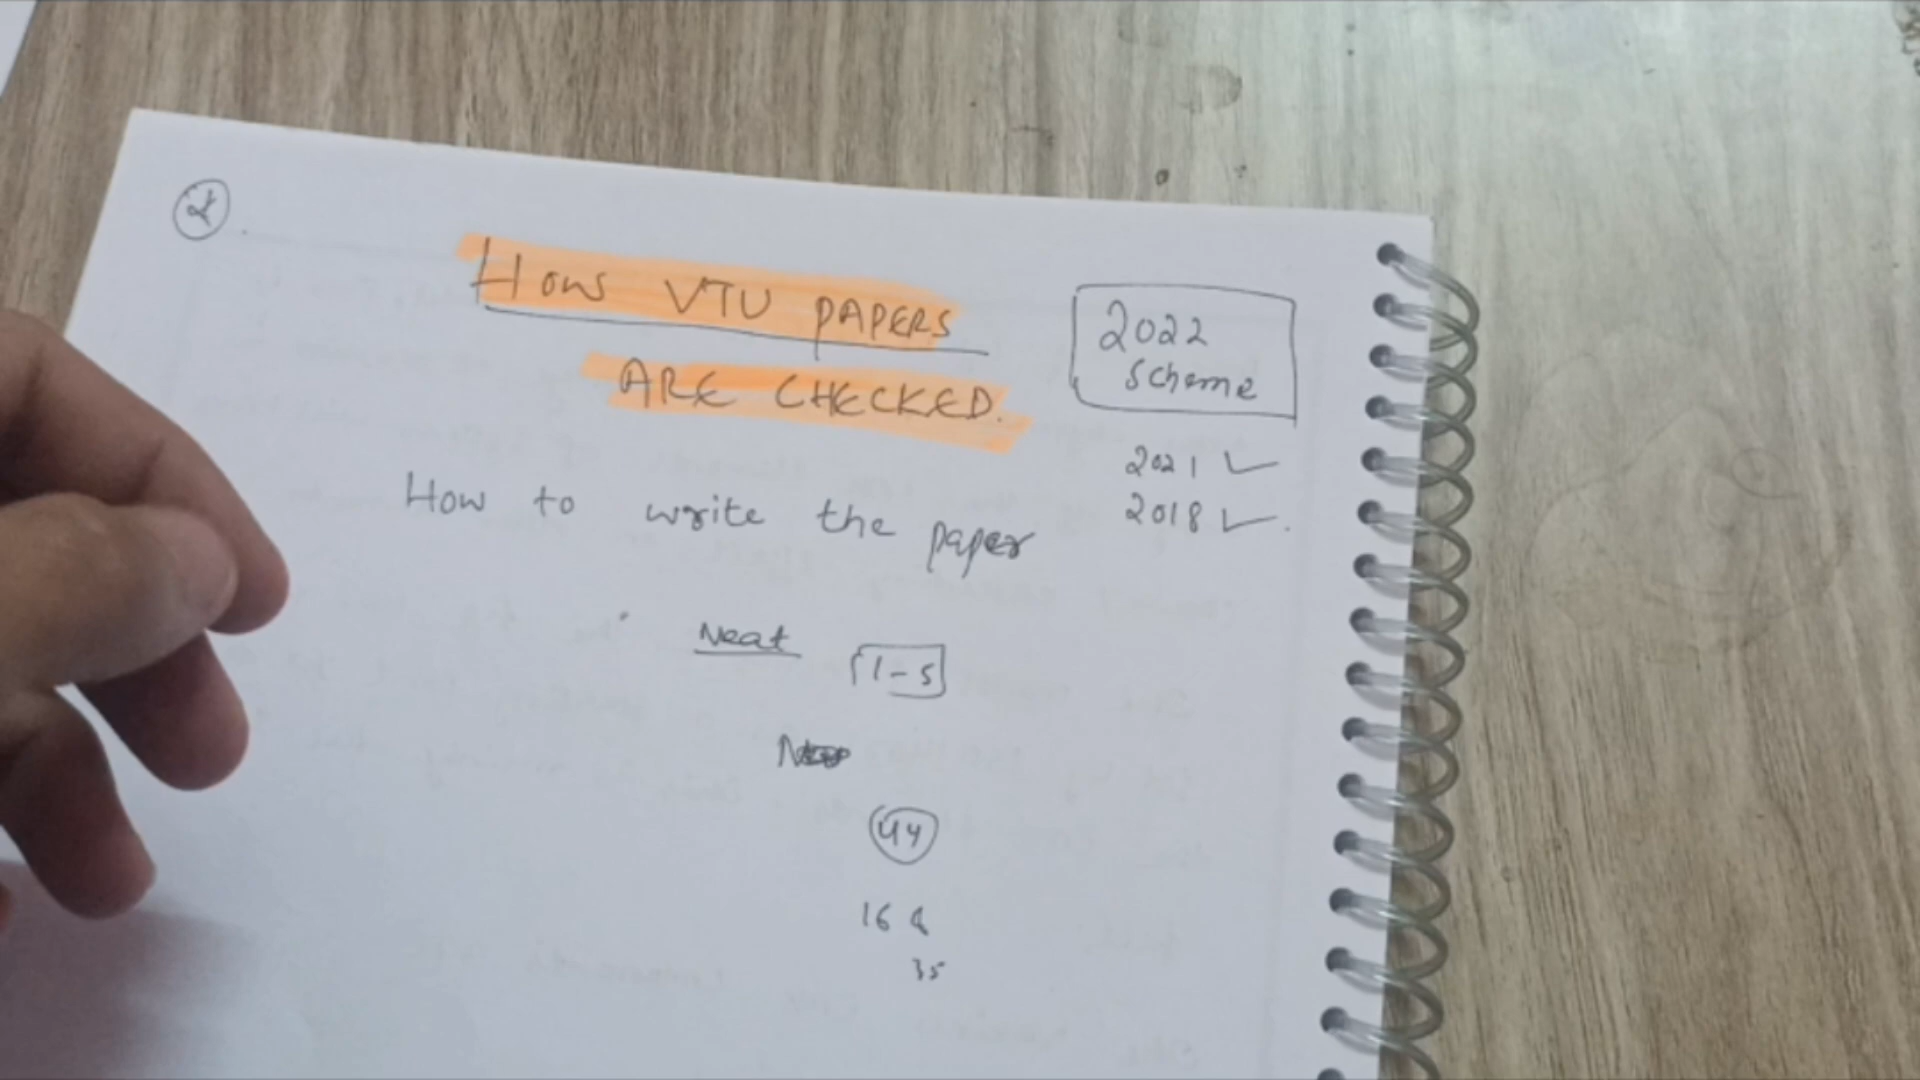 How VTU PAPERS
ARE CHECKED.
2022
Scheme
2021 ✓
2018 ✓.
How to write the paper
Neat 1-5
44
16 &
35